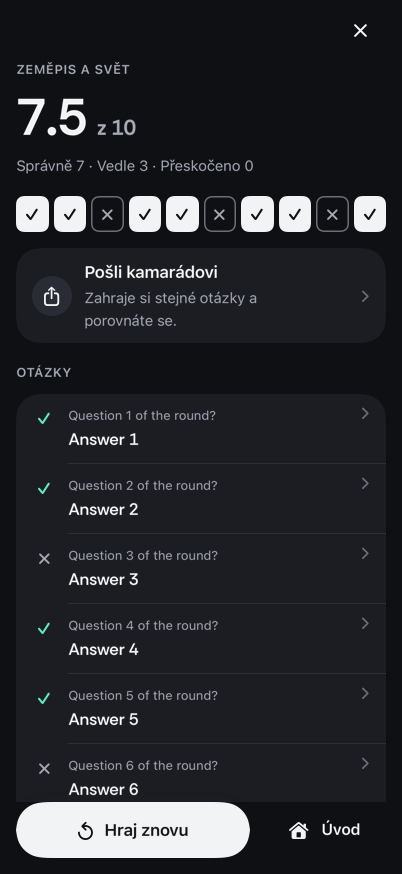 ZEMĚPIS A SVĚT
7.5 z 10
Správně 7 · Vedle 3 · Přeskočeno 0
Pošli kamarádovi
Zahraje si stejné otázky a
porovnáte se.
OTÁZKY
Question 1 of the round?
Answer 1
Question 2 of the round?
Answer 2
Question 3 of the round?
Answer 3
Question 4 of the round?
Answer 4
Question 5 of the round?
Answer 5
Question 6 of the round?
Answer 6
Hraj znovu
Úvod